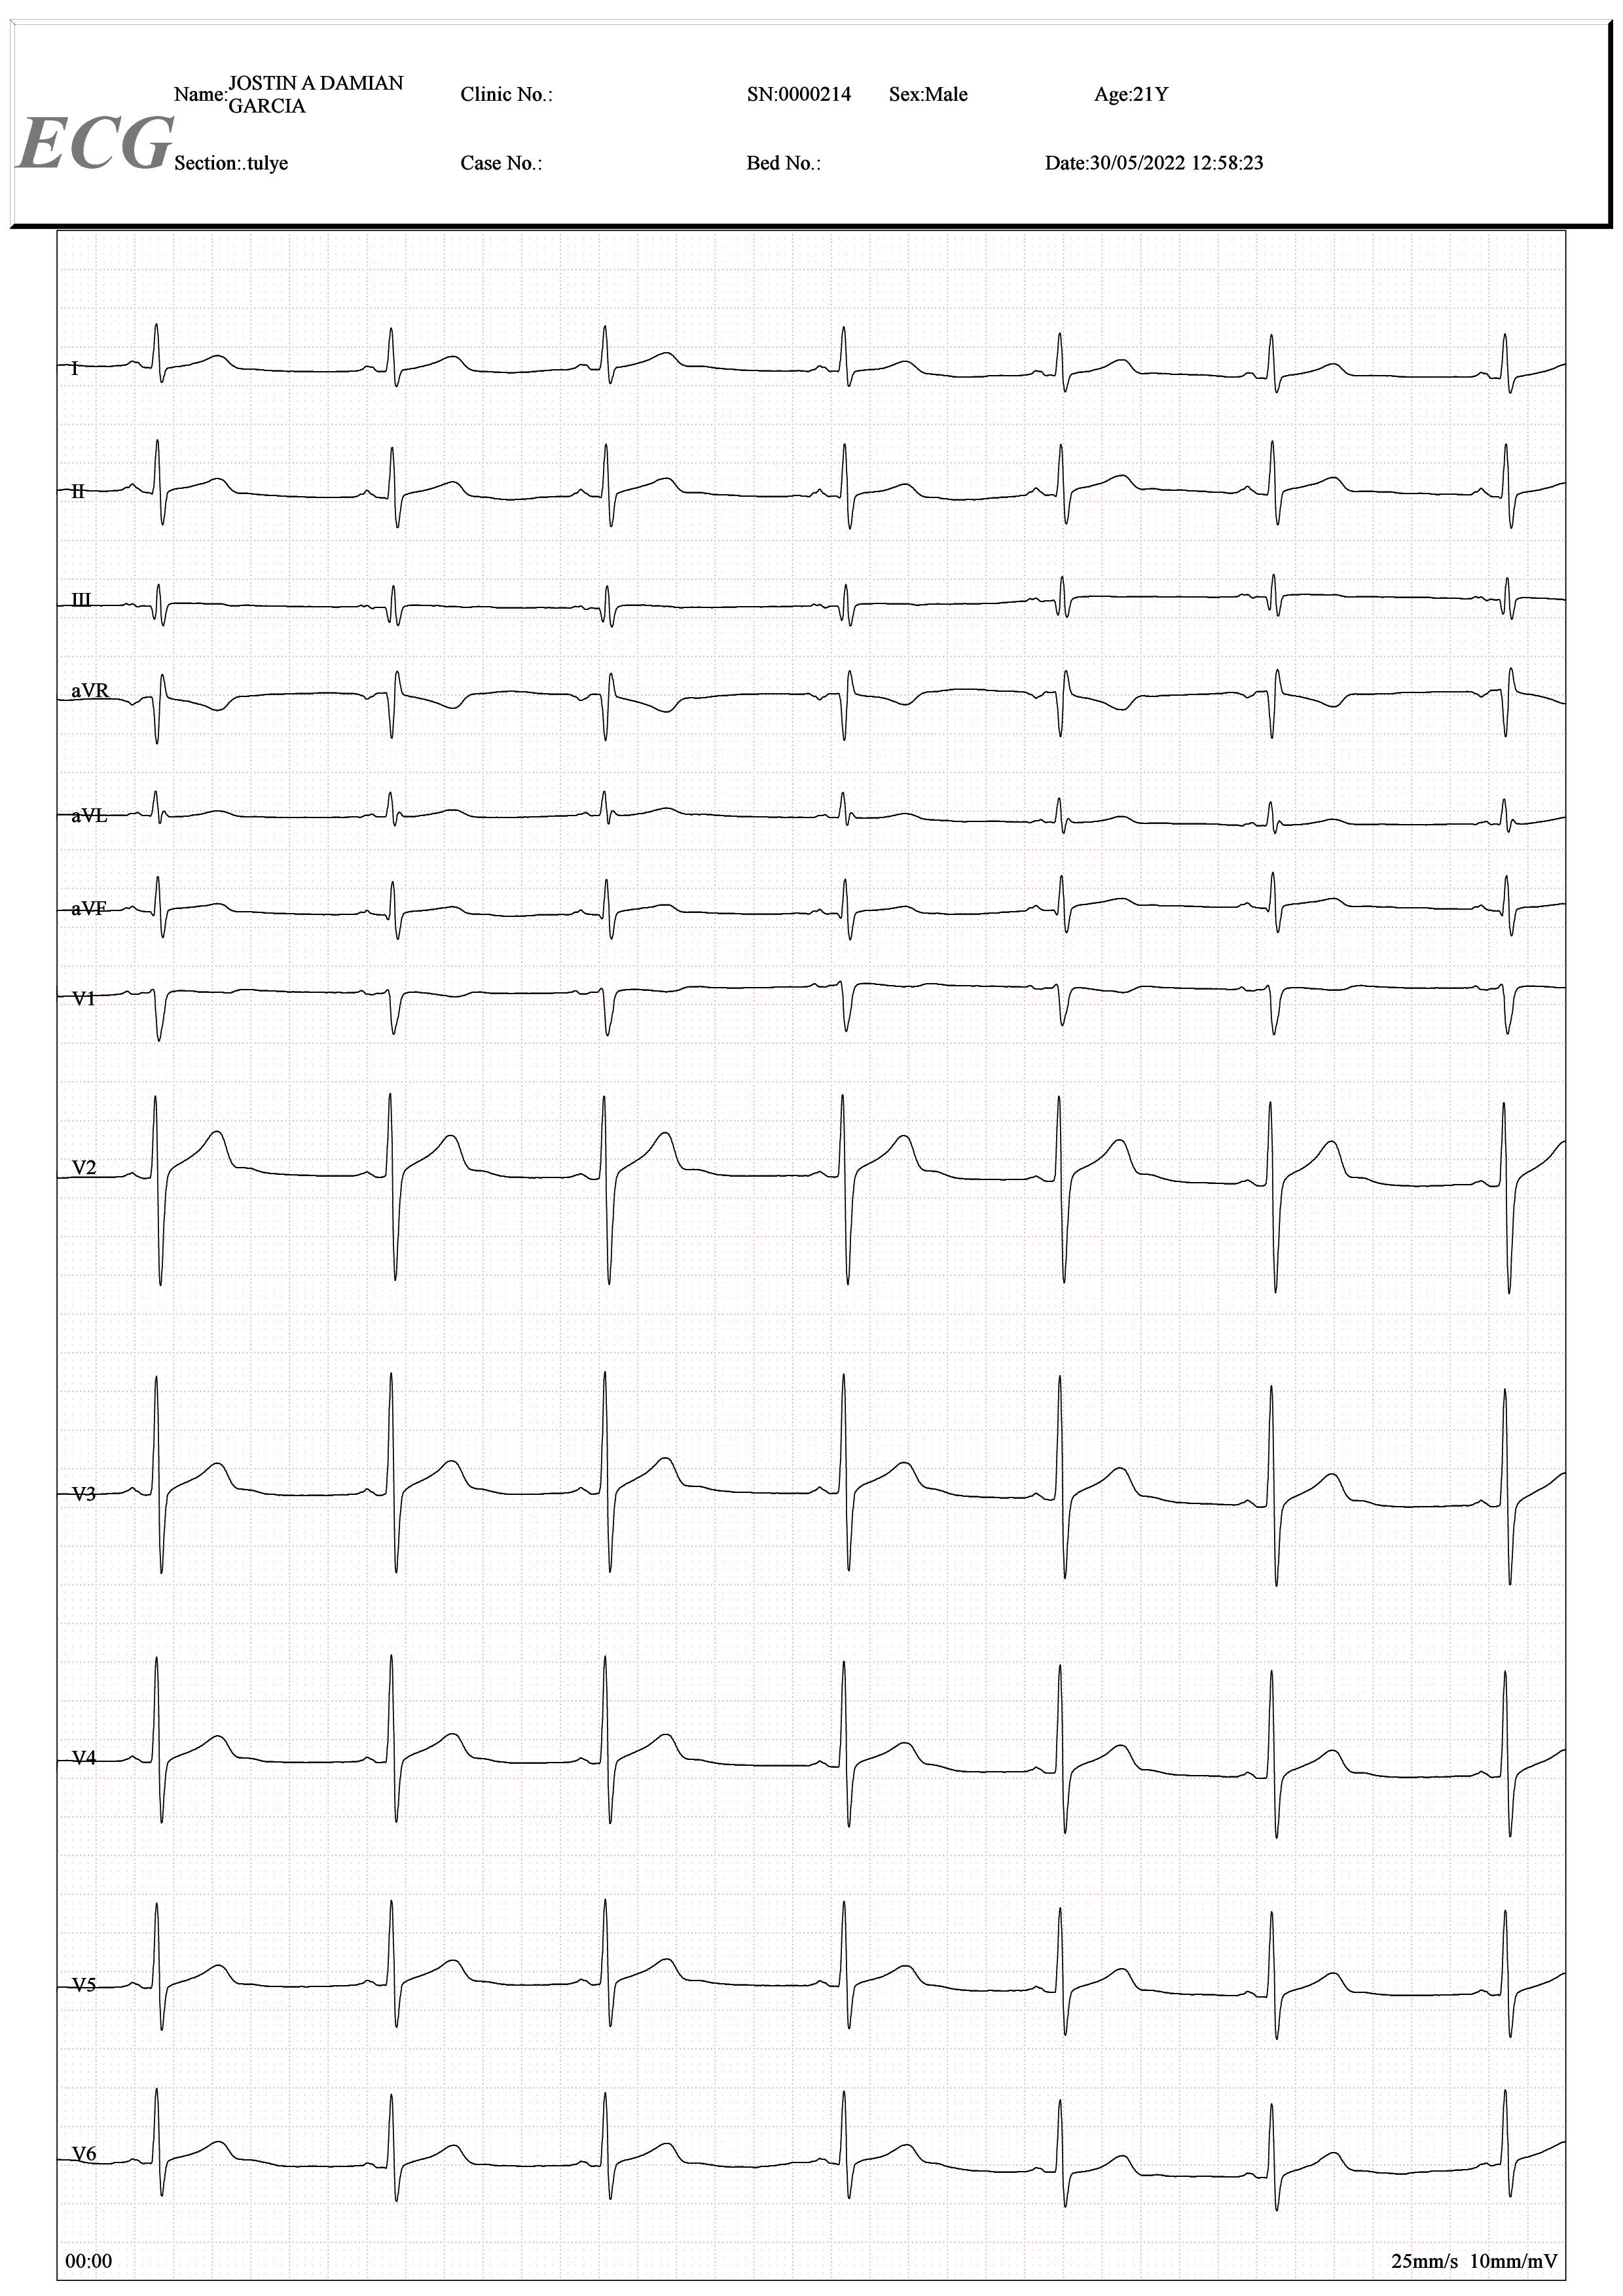 ECG
Name:JOSTIN A DAMIAN GARCIA Clinic No.: SN:0000214 Sex:Male Age:21Y
Section:.tulye Case No.: Bed No.: Date:30/05/2022 12:58:23
I
II
III
aVR
aVL
aVF
V1
V2
V3
V4
V5
V6
00:00 25mm/s 10mm/mV